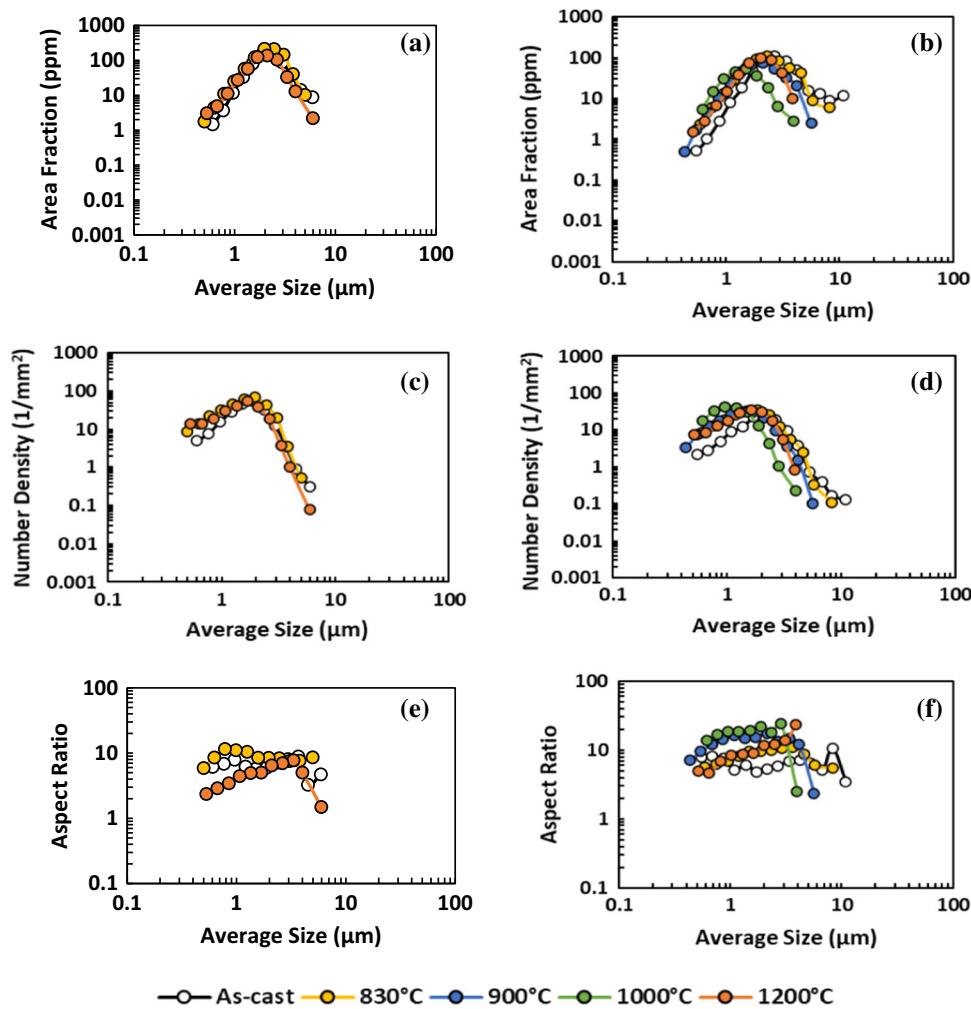 1000
100
10
1
0.1
0.01
0.001
Area Fraction (ppm)
(a)
0.1 1 10 100
Average Size (µm)
1000
100
10
1
0.1
0.01
0.001
Area Fraction (ppm)
(b)
0.1 1 10 100
Average Size (µm)
1000
100
10
1
0.1
0.01
0.001
Number Density (1/mm²)
(c)
0.1 1 10 100
Average Size (µm)
1000
100
10
1
0.1
0.01
0.001
Number Density (1/mm²)
(d)
0.1 1 10 100
Average Size (µm)
100
10
1
0.1
Aspect Ratio
(e)
0.1 1 10 100
Average Size (µm)
100
10
1
0.1
Aspect Ratio
(f)
0.1 1 10 100
Average Size (µm)
As-cast 830°C 900°C 1000°C 1200°C